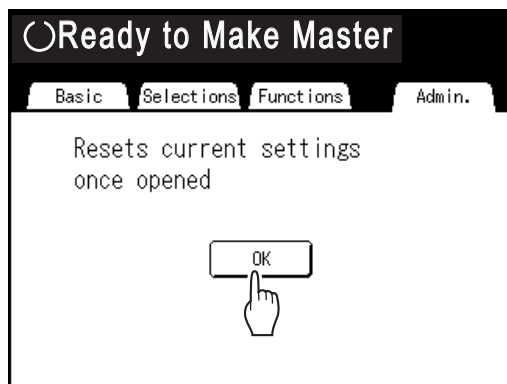 Ready to Make Master
Basic Selections Functions Admin.
Resets current settings
once opened
OK